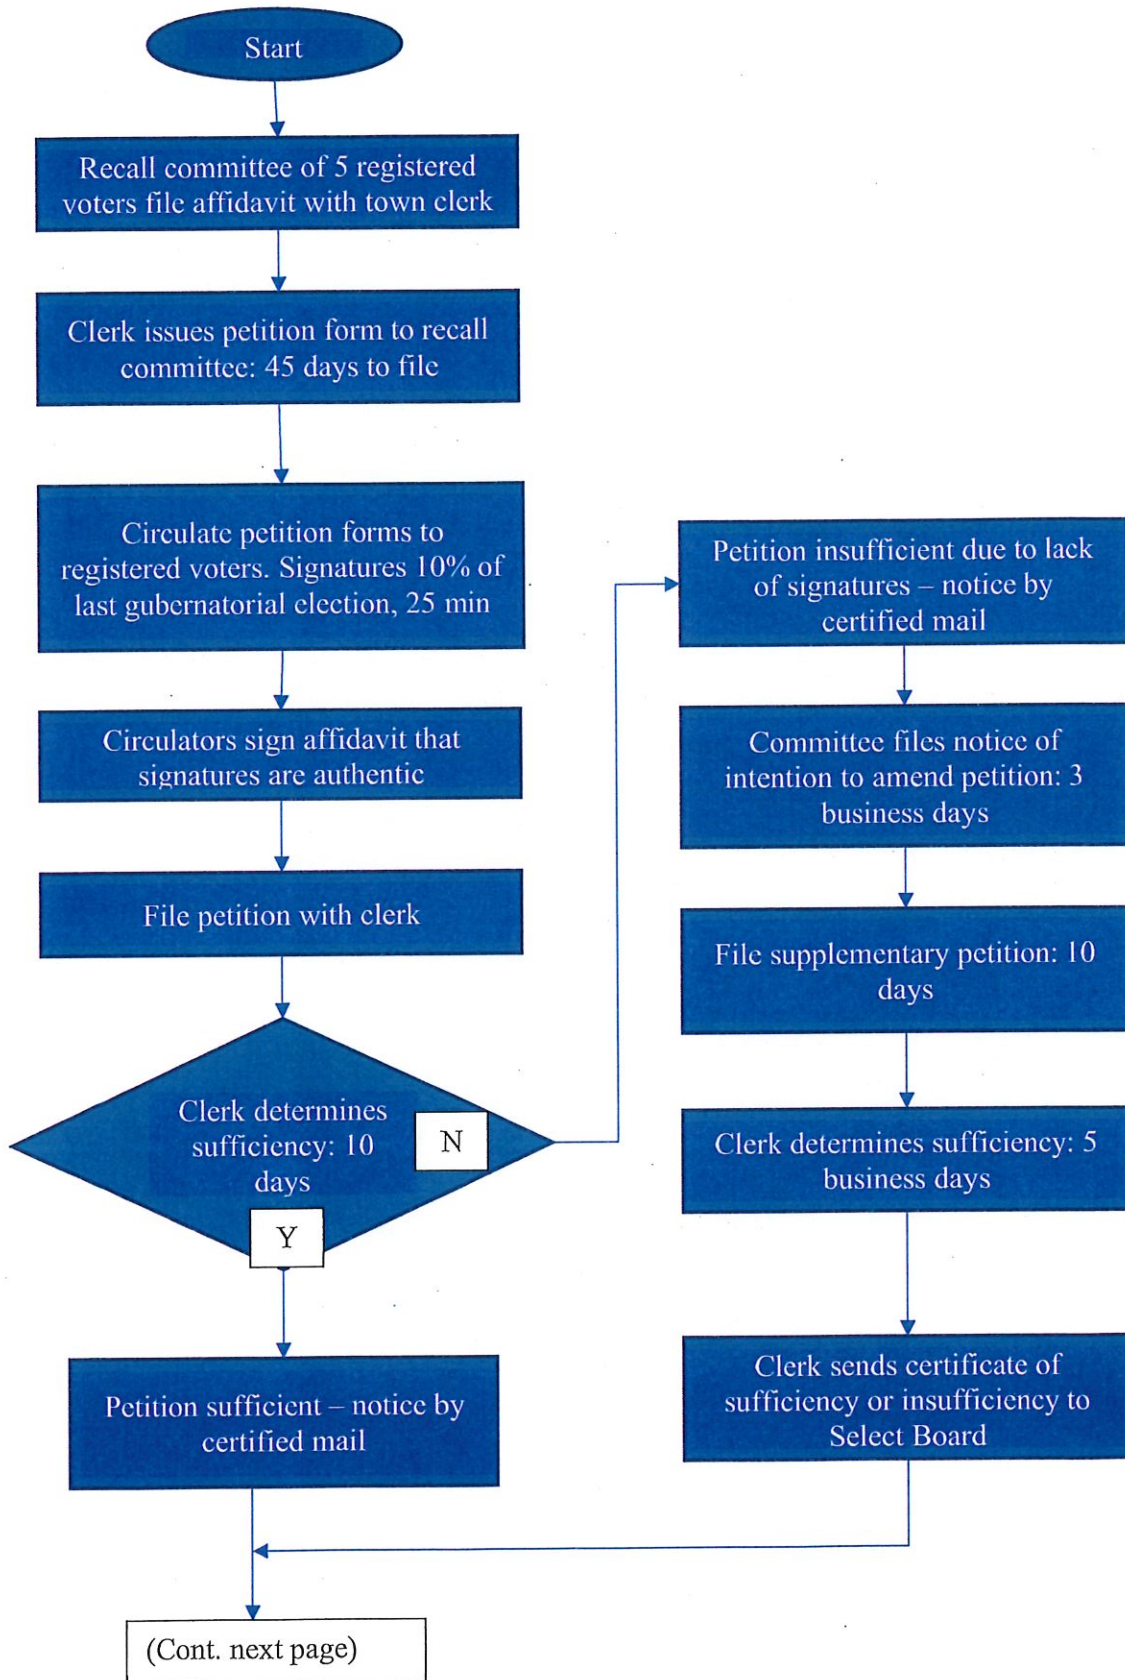 Start
Recall committee of 5 registered
voters file affidavit with town clerk
Clerk issues petition form to recall
committee: 45 days to file
Circulate petition forms to
registered voters. Signatures 10% of
last gubernatorial election, 25 min
Circulators sign affidavit that
signatures are authentic
File petition with clerk
Clerk determines
sufficiency: 10
days
N
Y
Petition sufficient – notice by
certified mail
Petition insufficient due to lack
of signatures – notice by
certified mail
Committee files notice of
intention to amend petition: 3
business days
File supplementary petition: 10
days
Clerk determines sufficiency: 5
business days
Clerk sends certificate of
sufficiency or insufficiency to
Select Board
(Cont. next page)